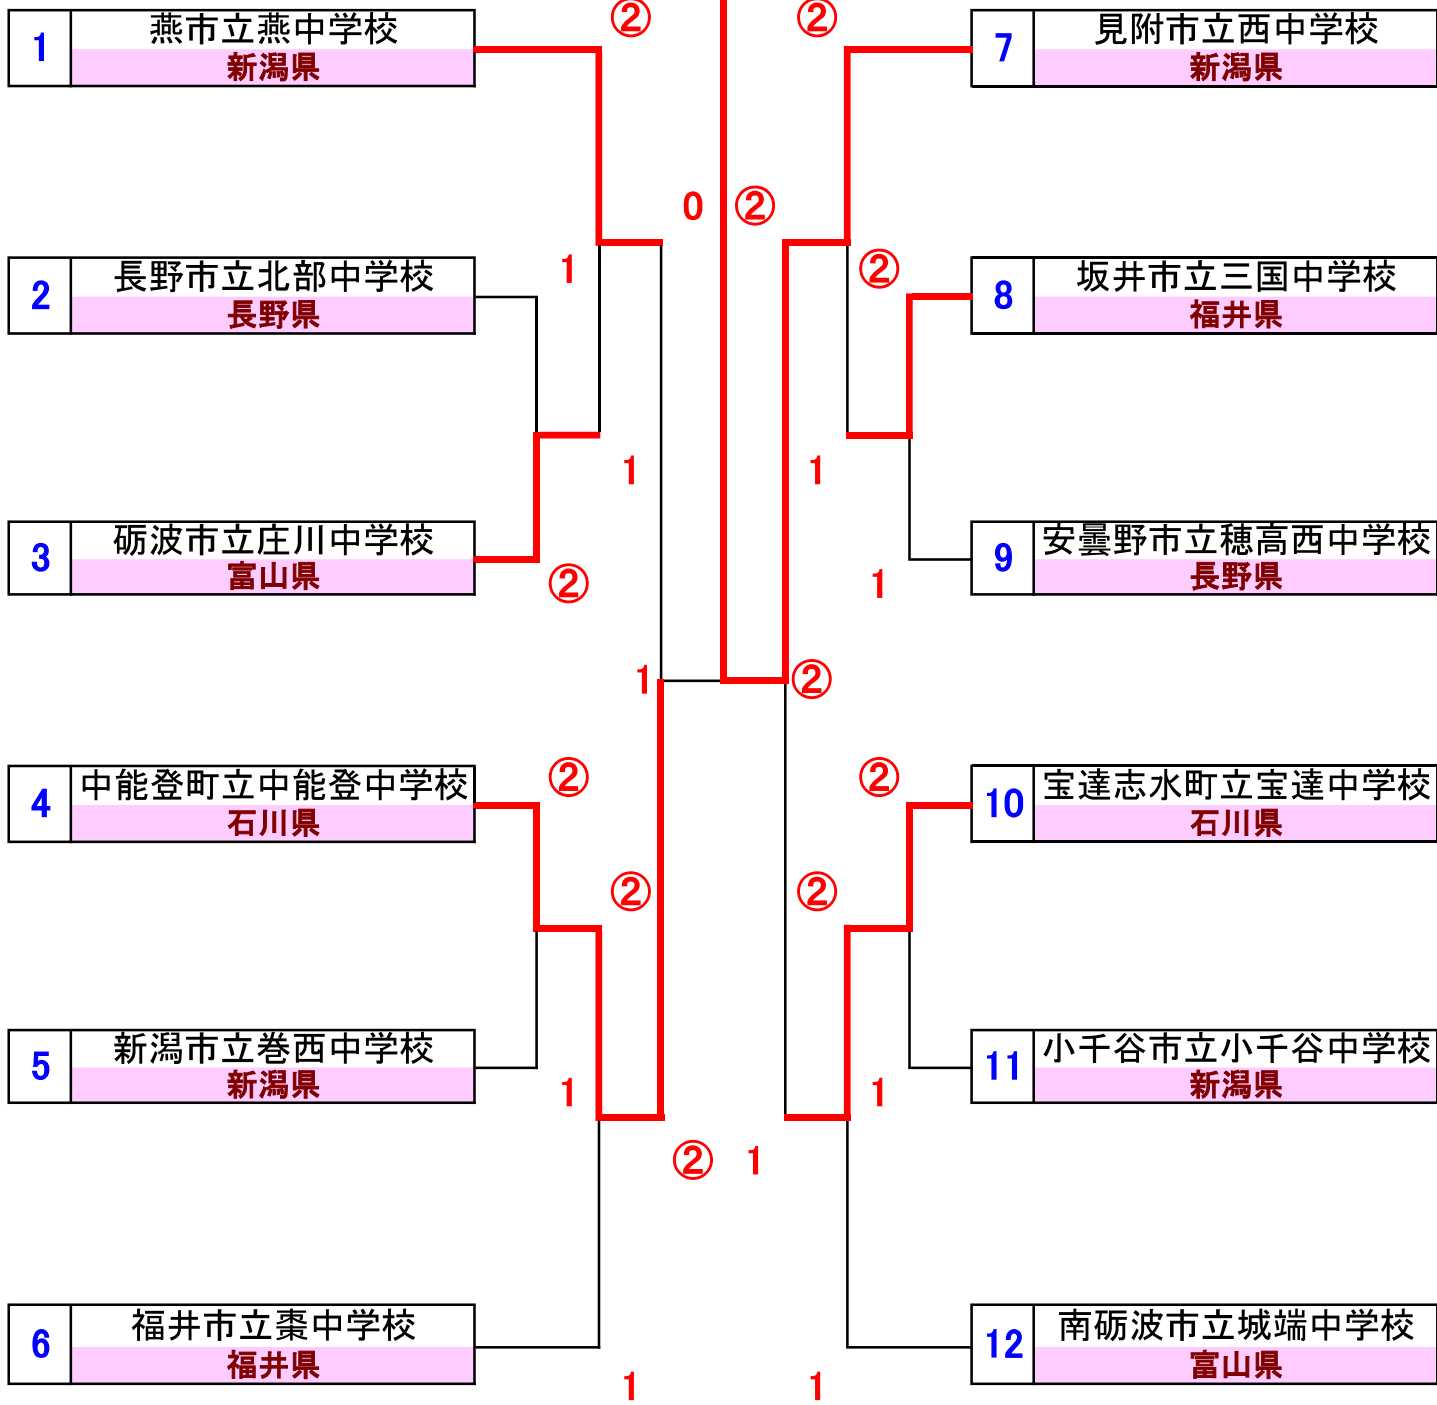 1
燕市立燕中学校
新潟県
2
長野市立北部中学校
長野県
3
砺波市立庄川中学校
富山県
4
中能登町立中能登中学校
石川県
5
新潟市立巻西中学校
新潟県
6
福井市立棗中学校
福井県
②
1
1
②
1
②
②
1
②
1
0
②
②
②
1
1
②
②
②
1
1
1
7
見附市立西中学校
新潟県
8
坂井市立三国中学校
福井県
9
安曇野市立穂高西中学校
長野県
10
宝達志水町立宝達中学校
石川県
11
小千谷市立小千谷中学校
新潟県
12
南砺波市立城端中学校
富山県